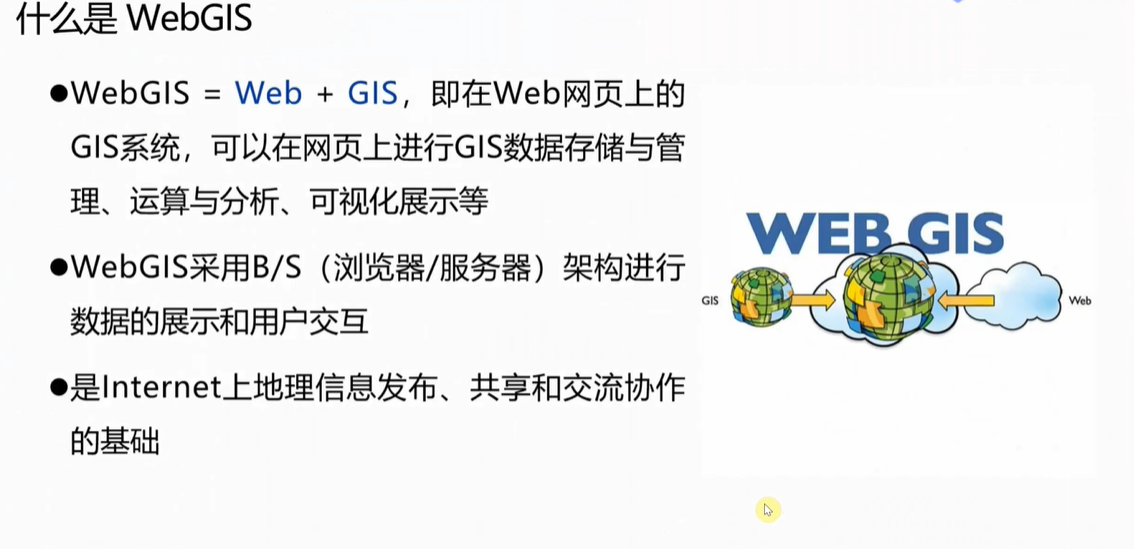 什么是 WebGIS
●WebGIS = Web + GIS，即在Web网页上的
GIS系统，可以在网页上进行GIS数据存储与管
理、运算与分析、可视化展示等
●WebGIS采用B/S（浏览器/服务器）架构进行
数据的展示和用户交互
●是Internet上地理信息发布、共享和交流协作
的基础
WEB GIS
GIS
Web